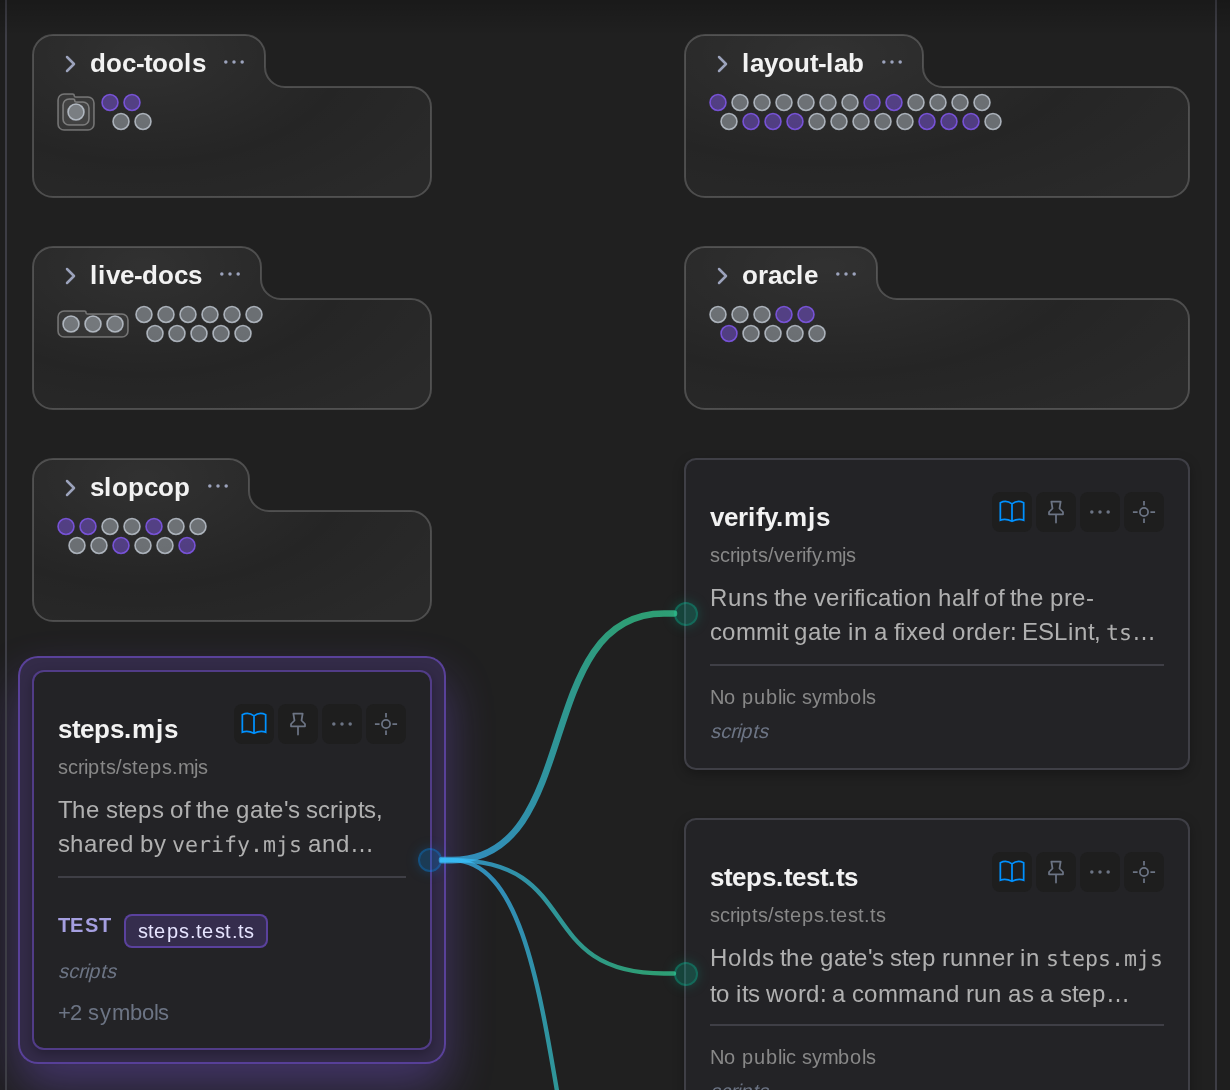 doc-tools ...
layout-lab ...
live-docs ...
oracle ...
slopcop ...
verify.mjs
scripts/verify.mjs
Runs the verification half of the pre-
commit gate in a fixed order: ESLint, ts…
No public symbols
scripts
steps.mjs
scripts/steps.mjs
The steps of the gate's scripts,
shared by verify.mjs and…
TEST steps.test.ts
scripts
+2 symbols
steps.test.ts
scripts/steps.test.ts
Holds the gate's step runner in steps.mjs
to its word: a command run as a step…
No public symbols
scripts